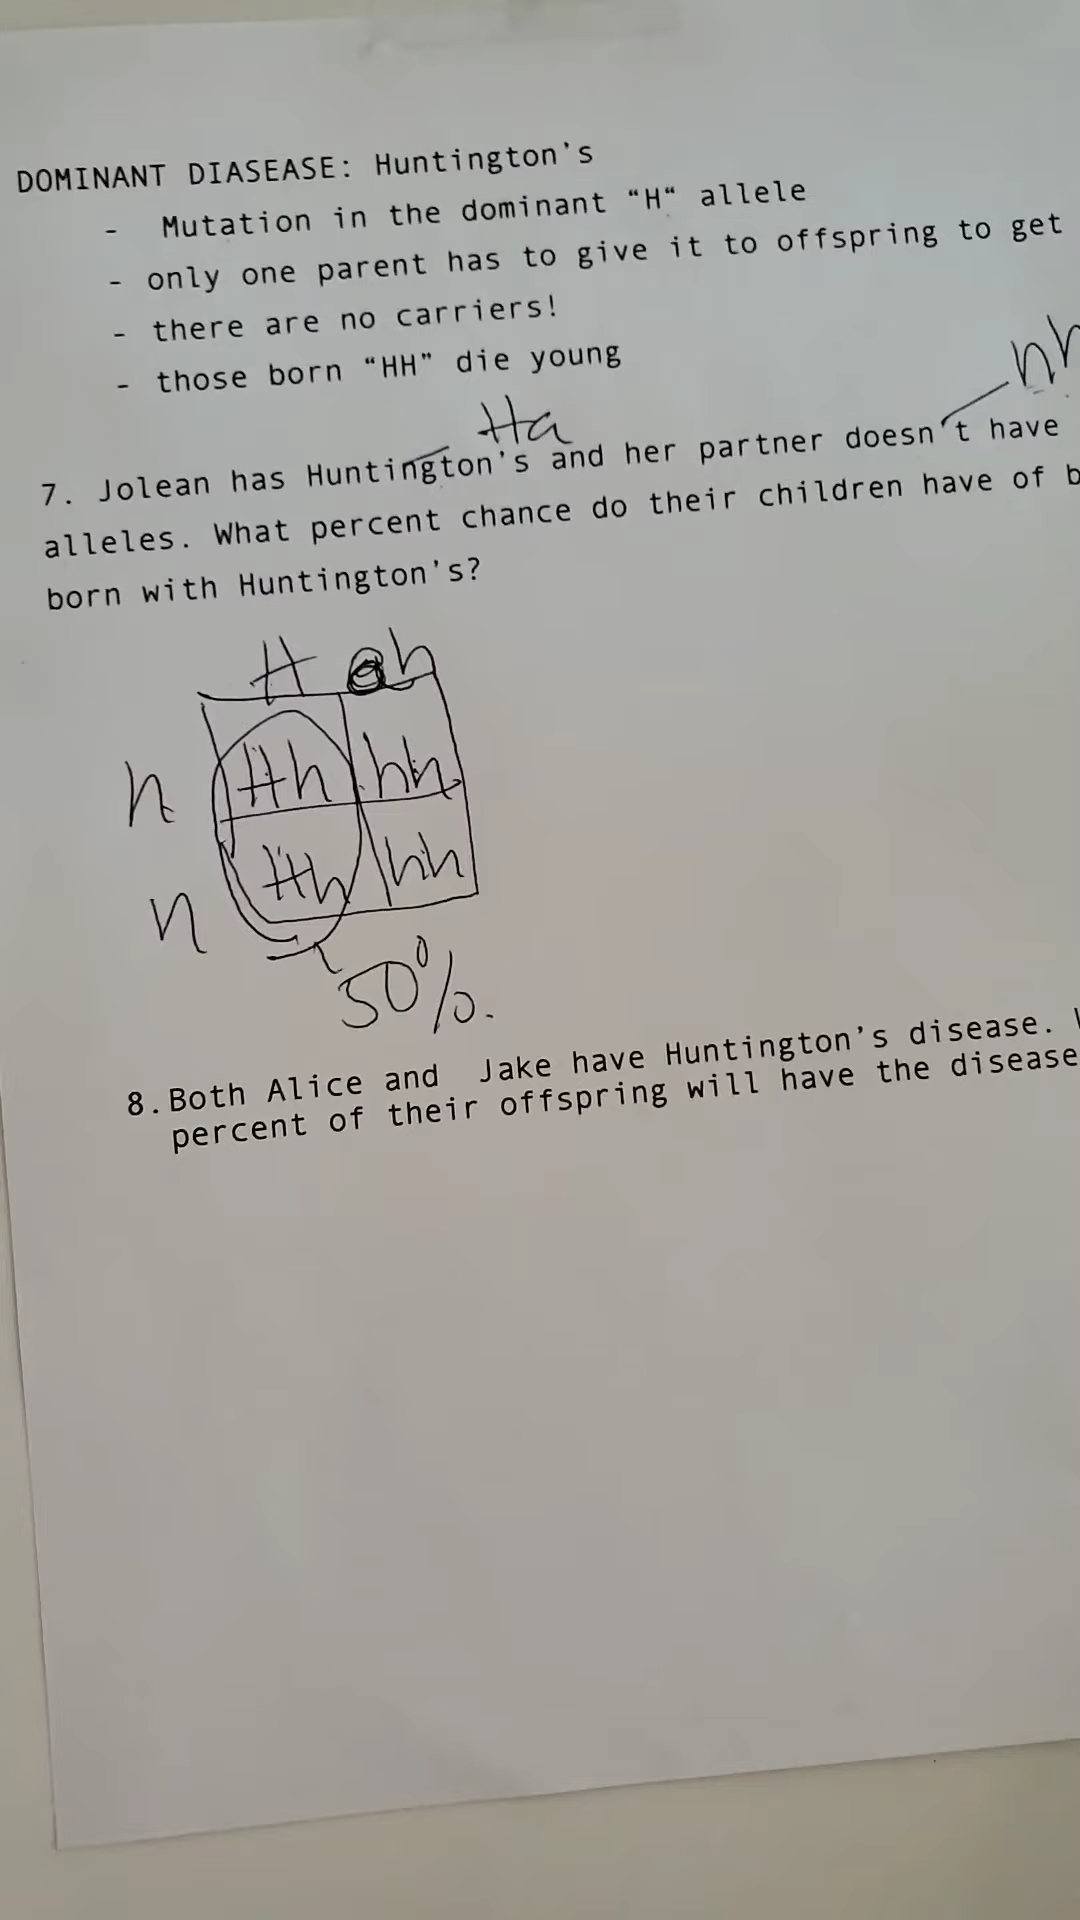 DOMINANT DIASEASE: Huntington's
- Mutation in the dominant "H" allele
- only one parent has to give it to offspring to get
- there are no carriers!
- those born "HH" die young
Ha
hh
7. Jolean has Huntington's and her partner doesn't have
alleles. What percent chance do their children have of b
born with Huntington's?
H h
h Hh hh
h Hh hh
50%.
8. Both Alice and Jake have Huntington's disease.
percent of their offspring will have the disease